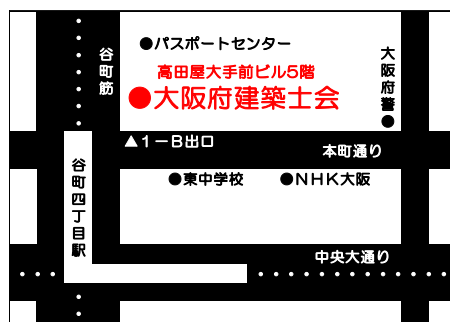 谷町筋
●パスポートセンター
高田屋大手前ビル5階
●大阪府建築士会
大阪府警●
▲1－B出口
本町通り
谷町四丁目駅
●東中学校
●NHK大阪
中央大通り